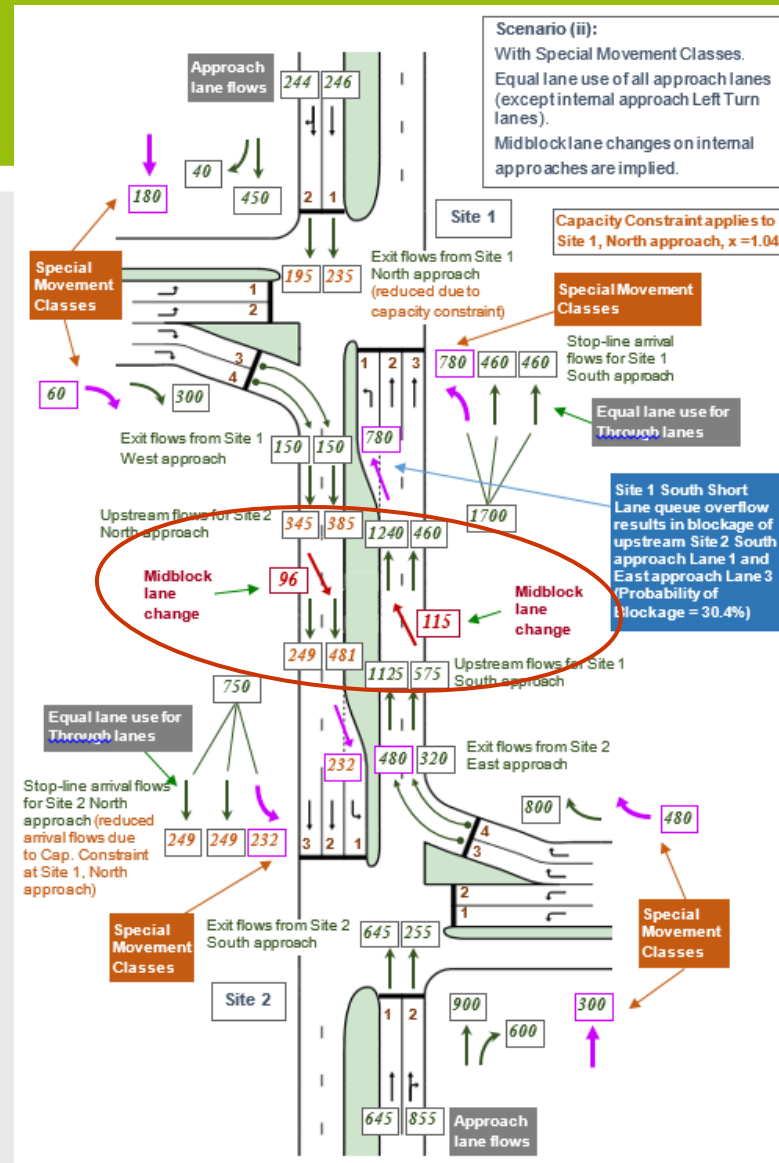 Scenario (ii):
With Special Movement Classes.
Equal lane use of all approach lanes
(except internal approach Left Turn
lanes).
Midblock lane changes on internal
approaches are implied.
Approach
lane flows
244 246
40
180
450
2 1
Site 1
Capacity Constraint applies to
Site 1, North approach, x =1.04
Special
Movement
Classes
195 235
Exit flows from Site 1
North approach
(reduced due to
capacity constraint)
Special Movement
Classes
1
2
3
4
1 2 3
780 460 460
Stop-line arrival
flows for Site 1
South approach
60
300
Equal lane use for
Through lanes
Exit flows from Site 1
West approach
150 150
780
1700
Site 1 South Short
Lane queue overflow
results in blockage of
upstream Site 2 South
approach Lane 1 and
East approach Lane 3
(Probability of
Blockage = 30.4%)
Upstream flows for Site 2
North approach
345 385
1240 460
Midblock
lane
change
96
115
Midblock
lane
change
249 481
1125 575
Upstream flows for Site 1
South approach
750
Equal lane use for
Through lanes
232
480 320
Exit flows from Site 2
East approach
Stop-line arrival flows
for Site 2 North
approach (reduced
arrival flows due
to Cap. Constraint
at Site 1, North
approach)
249 249 232
3 2 1
800
480
4
3
2
1
Special
Movement
Classes
Exit flows from Site 2
South approach
645 255
Special
Movement
Classes
Site 2
1 2
900
600
300
645 855
Approach
lane flows